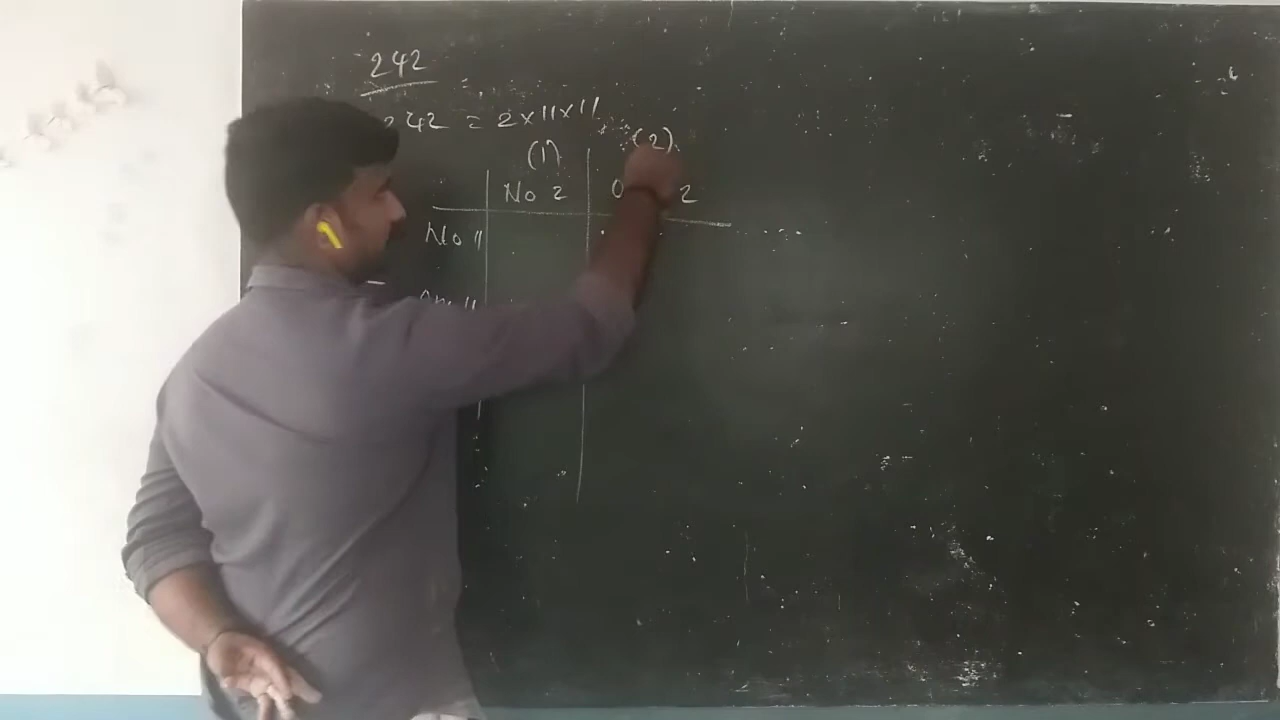 242
242 = 2×11×11
(1) (2)
No 2 2
No 11